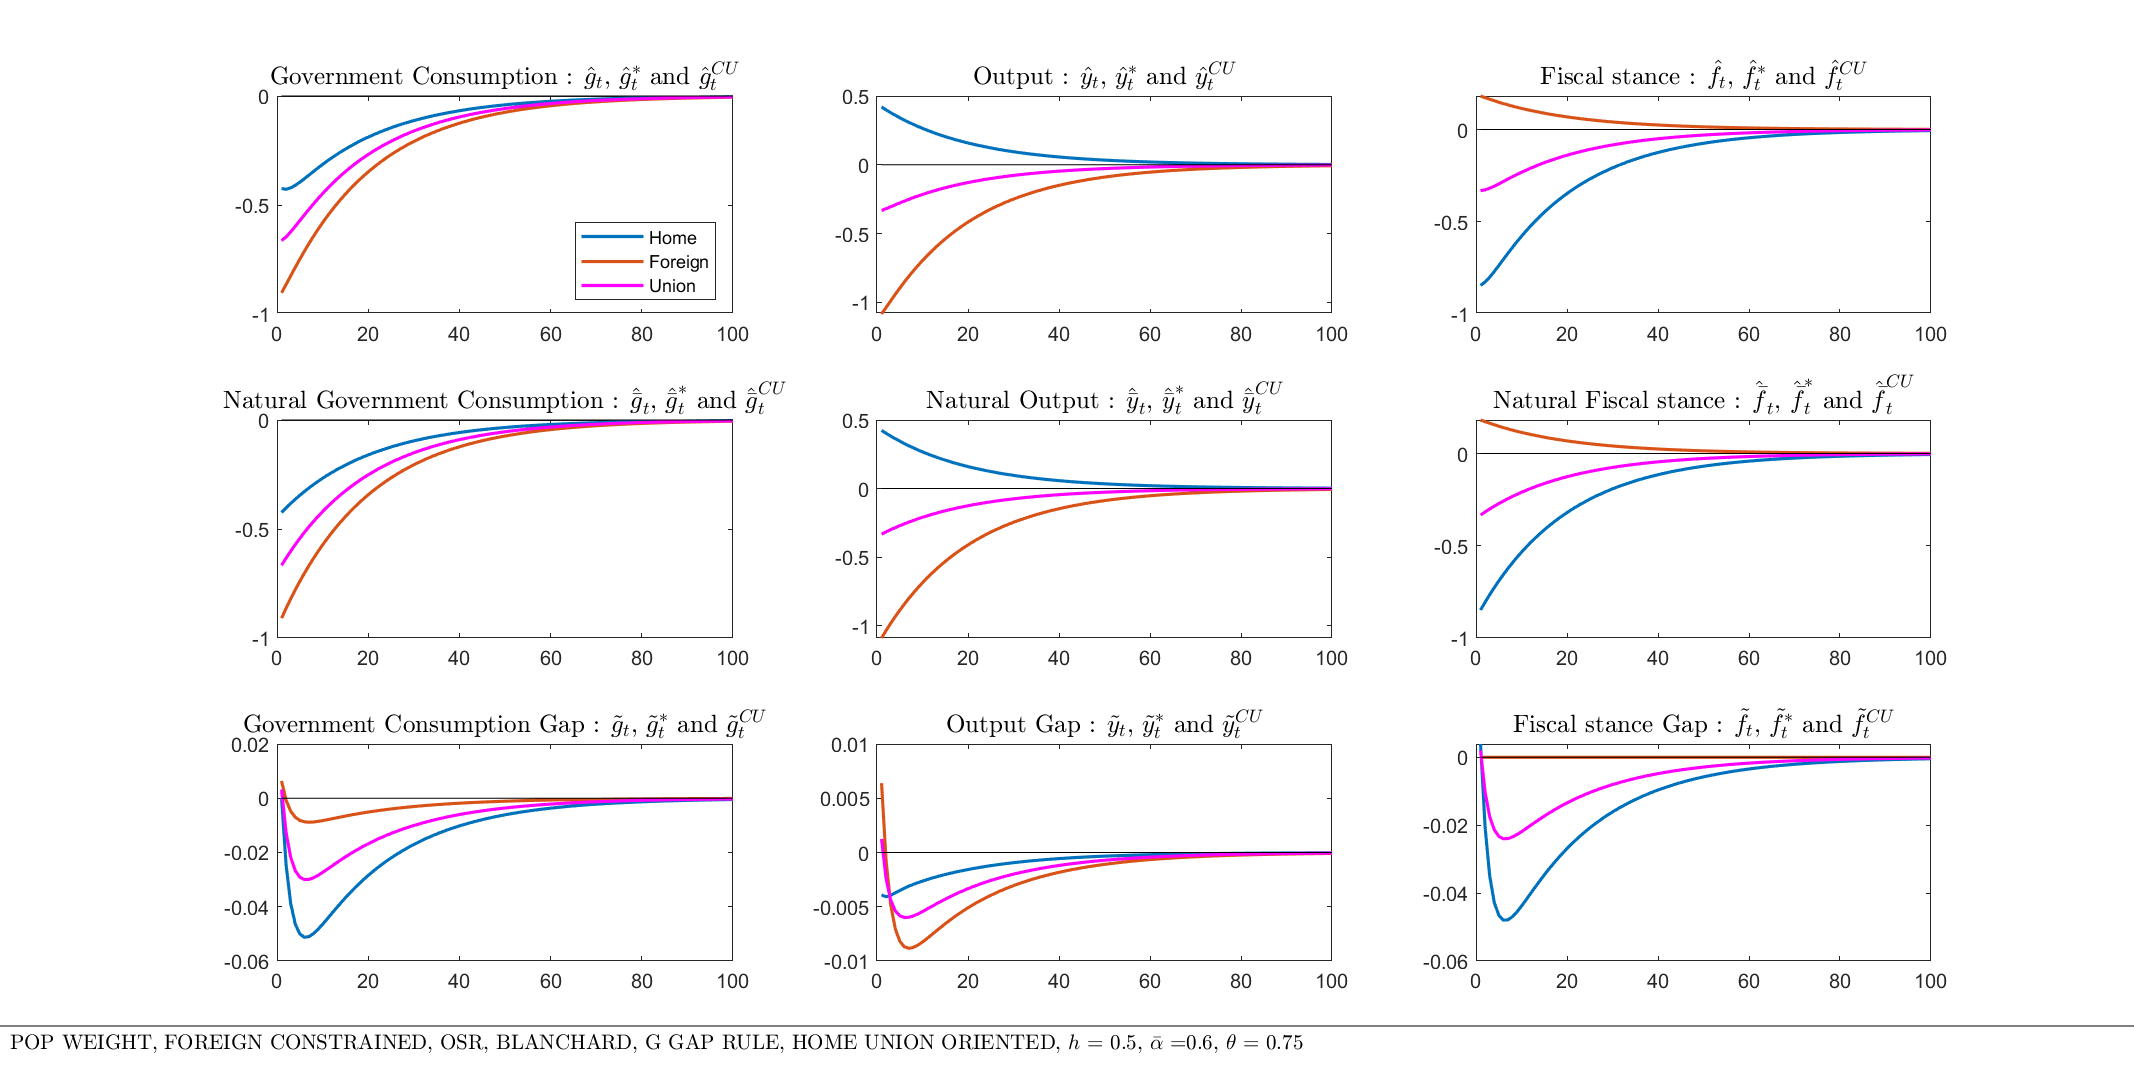 Government Consumption : ĝₜ, ĝₜ* and ĝₜᶜᵁ
Output : ŷₜ, ŷₜ* and ŷₜᶜᵁ
Fiscal stance : f̂ₜ, f̂ₜ* and f̂ₜᶜᵁ
0
-0.5
-1
0 20 40 60 80 100
Home
Foreign
Union
0.5
0
-0.5
-1
0 20 40 60 80 100
0
-0.5
-1
0 20 40 60 80 100
Natural Government Consumption : ḡ̂ₜ, ḡ̂ₜ* and ḡ̂ₜᶜᵁ
Natural Output : ȳ̂ₜ, ȳ̂ₜ* and ȳ̂ₜᶜᵁ
Natural Fiscal stance : f̄̂ₜ, f̄̂ₜ* and f̄̂ₜᶜᵁ
0
-0.5
-1
0 20 40 60 80 100
0.5
0
-0.5
-1
0 20 40 60 80 100
0
-0.5
-1
0 20 40 60 80 100
Government Consumption Gap : g̃ₜ, g̃ₜ* and g̃ₜᶜᵁ
Output Gap : ỹₜ, ỹₜ* and ỹₜᶜᵁ
Fiscal stance Gap : f̃ₜ, f̃ₜ* and f̃ₜᶜᵁ
0.02
0
-0.02
-0.04
-0.06
0 20 40 60 80 100
0.01
0.005
0
-0.005
-0.01
0 20 40 60 80 100
0
-0.02
-0.04
-0.06
0 20 40 60 80 100
POP WEIGHT, FOREIGN CONSTRAINED, OSR, BLANCHARD, G GAP RULE, HOME UNION ORIENTED, h = 0.5, ᾱ =0.6, θ = 0.75